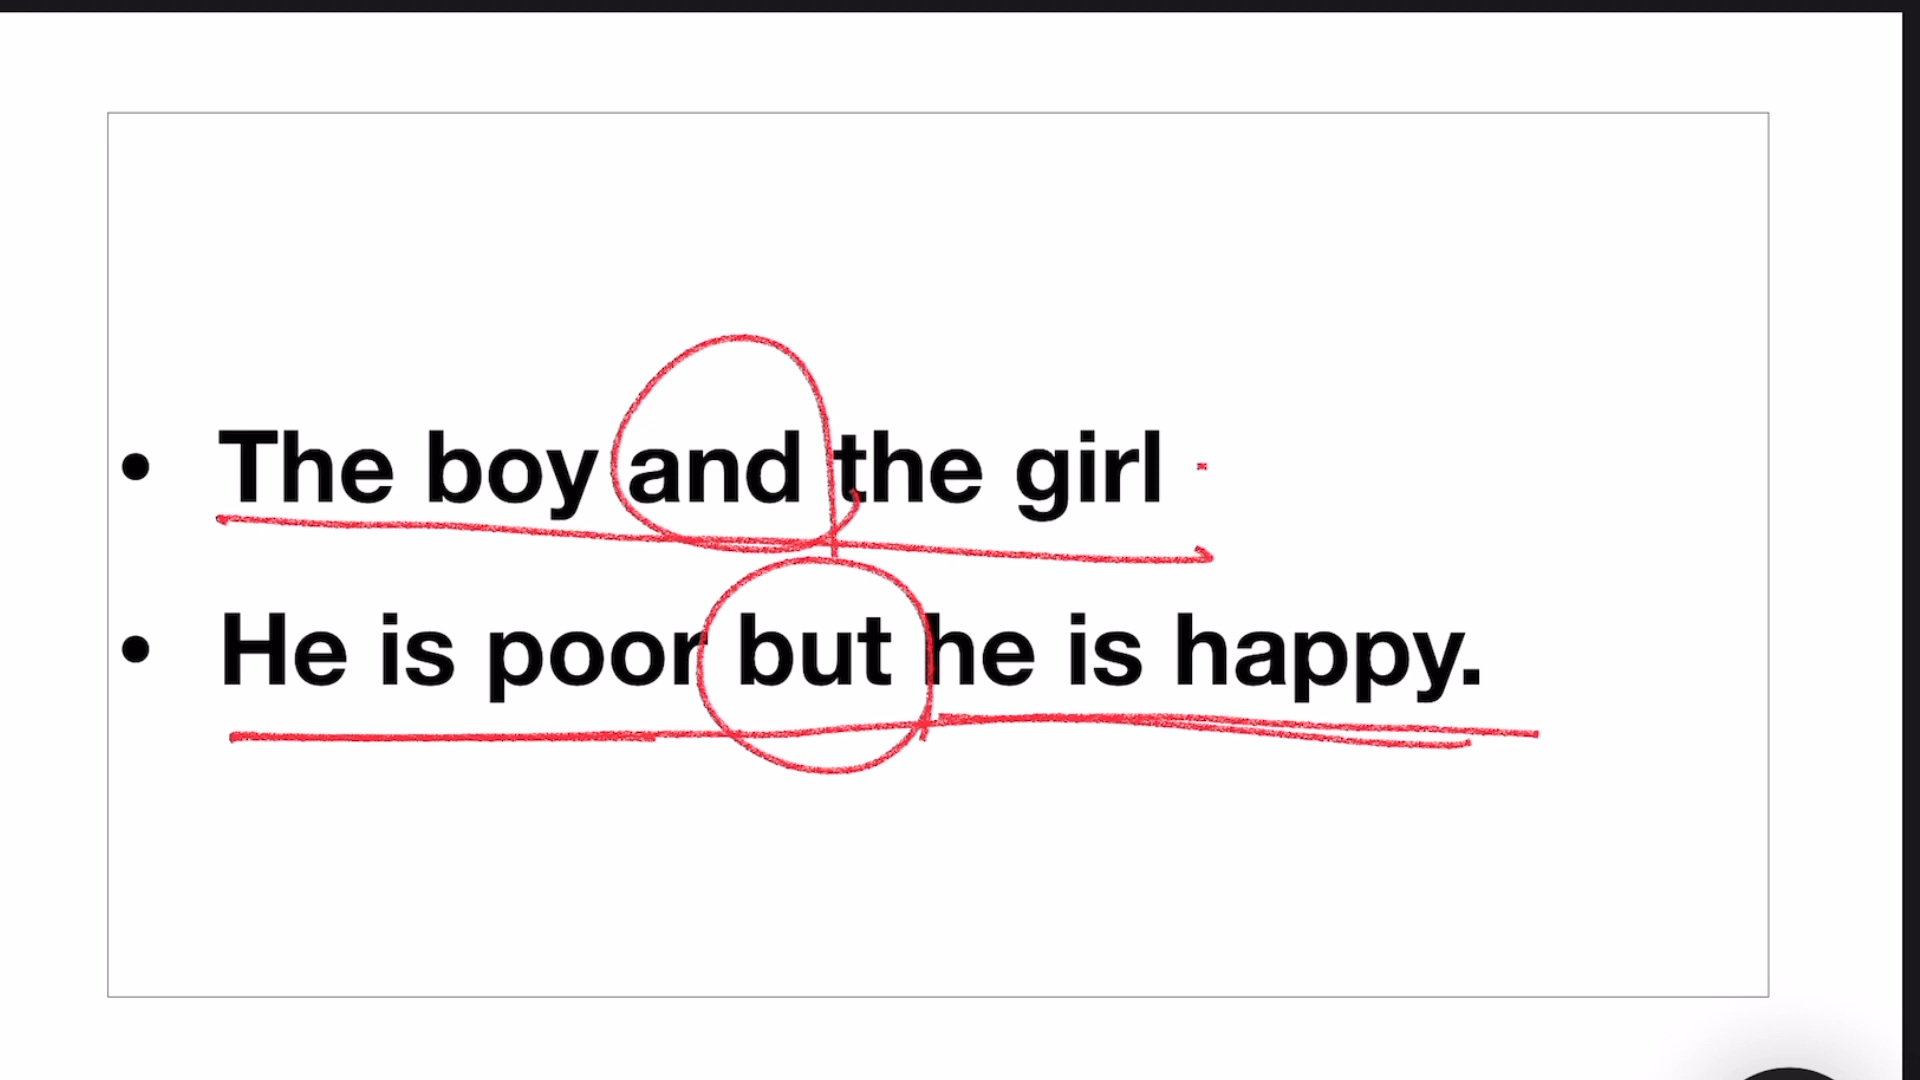 • The boy and the girl
• He is poor but he is happy.